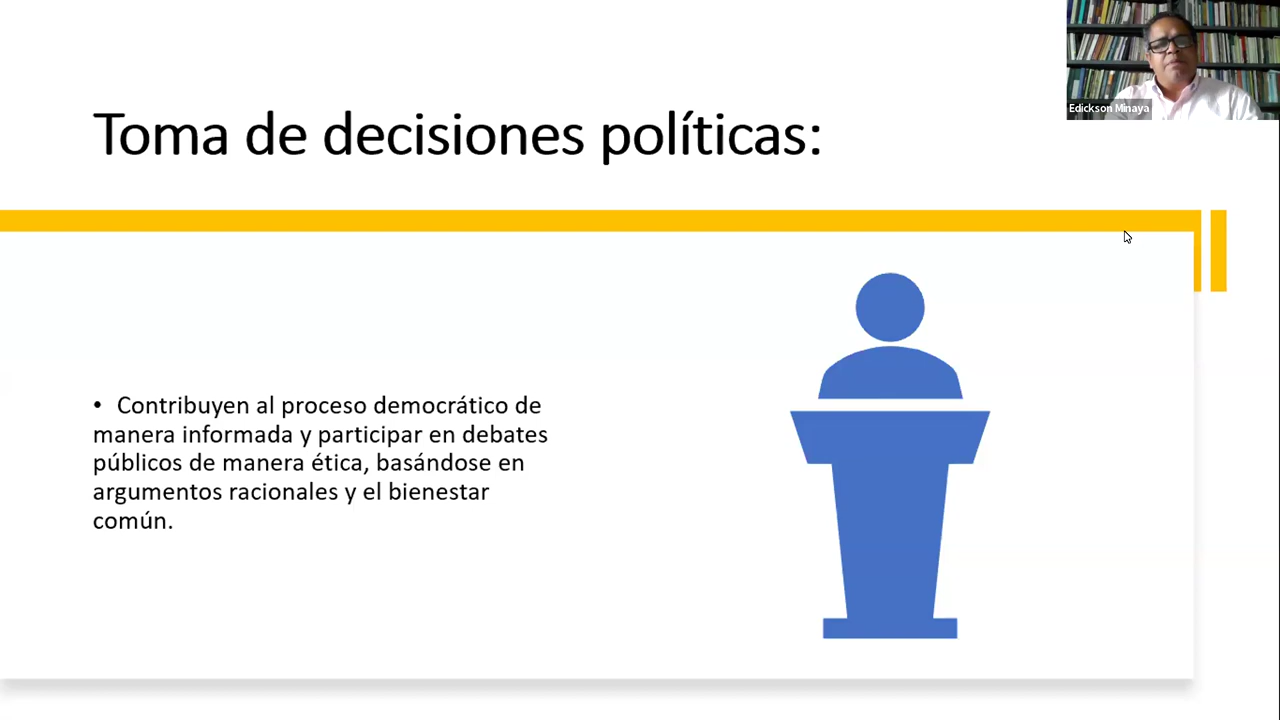 Edickson Minaya
Toma de decisiones políticas:
• Contribuyen al proceso democrático de
manera informada y participar en debates
públicos de manera ética, basándose en
argumentos racionales y el bienestar
común.